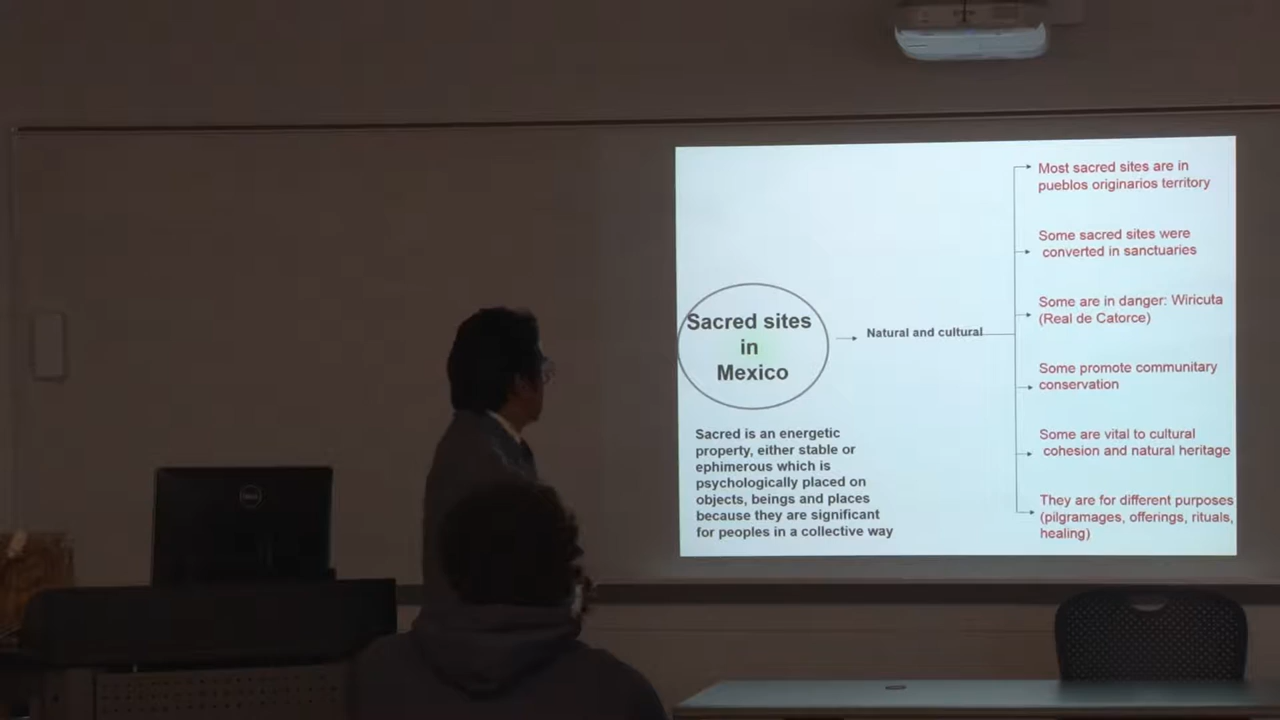 Sacred sites
in
Mexico
Sacred is an energetic
property, either stable or
ephimerous which is
psychologically placed on
objects, beings and places
because they are significant
for peoples in a collective way
Natural and cultural
Most sacred sites are in
pueblos originarios territory
Some sacred sites were
converted in sanctuaries
Some are in danger: Wiricuta
(Real de Catorce)
Some promote communitary
conservation
Some are vital to cultural
cohesion and natural heritage
They are for different purposes
(pilgramages, offerings, rituals,
healing)